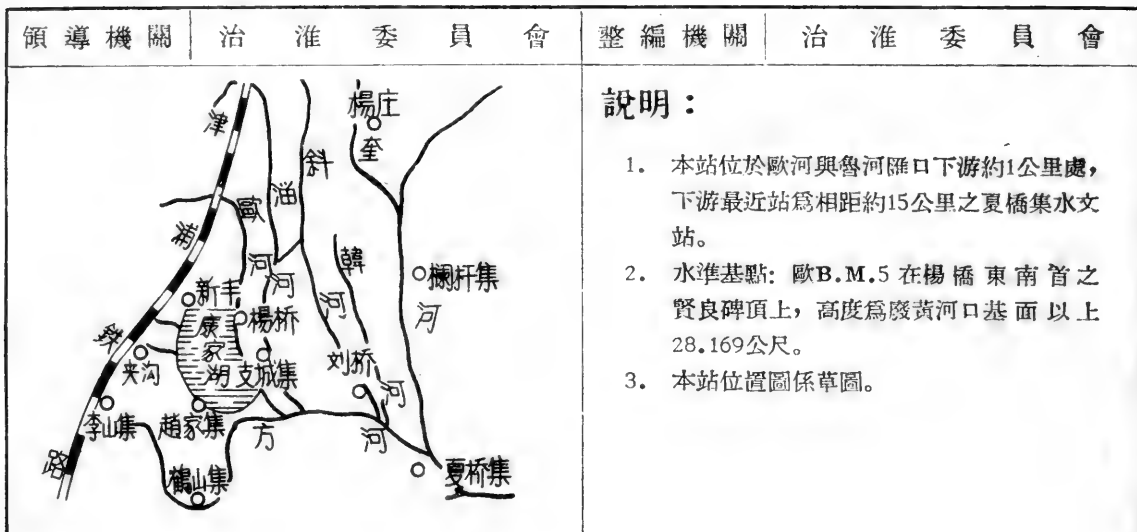 領導機關 治淮委員會 整編機關 治淮委員會
津浦鉄路
楊庄
奎河
斜河
歐河
淄河
韓河
欄杆集
新丰
康家湖
楊桥
支城集
夾沟
刘桥
李山集
趙家集
方河
鶴山集
夏桥集
說明：
1. 本站位於歐河與魯河匯口下游約1公里處，
下游最近站爲相距約15公里之夏橋集水文
站。
2. 水準基點: 歐B.M.5在楊橋東南首之
賢良碑頂上，高度爲廢黃河口基面以上
28.169公尺。
3. 本站位置圖係草圖。